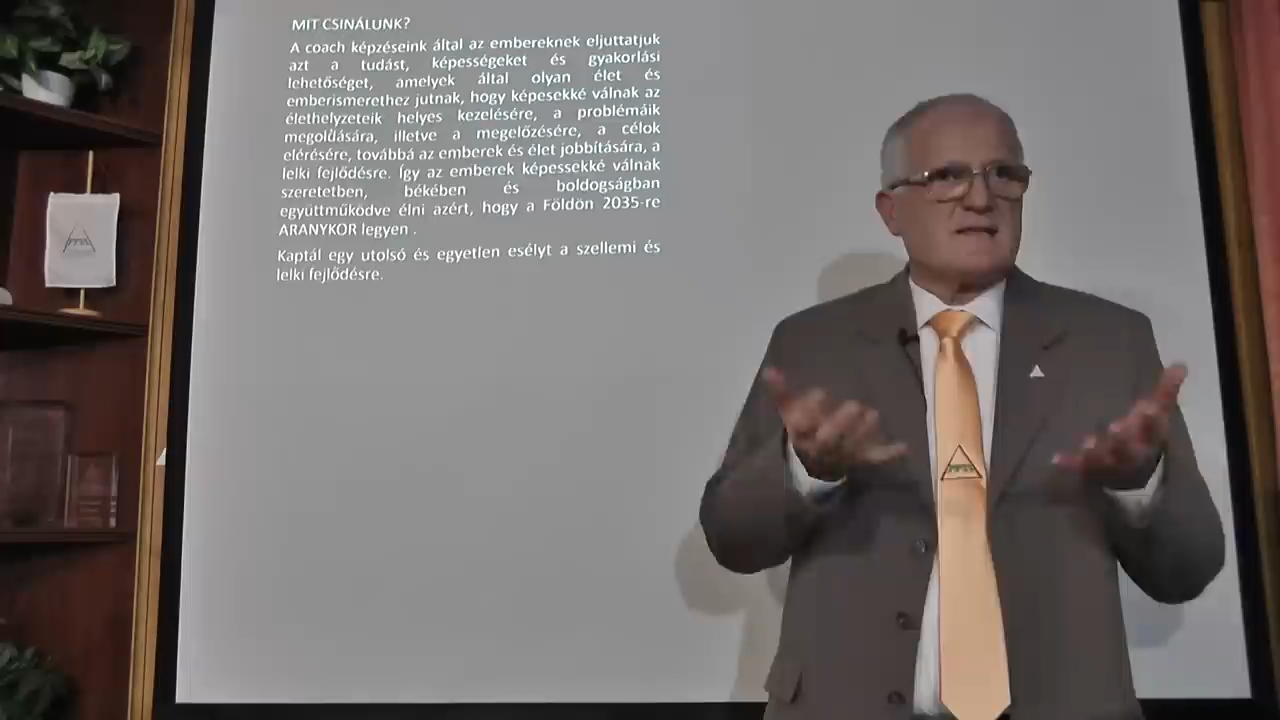 MIT CSINÁLUNK?
A coach képzéseink által az embereknek eljuttatjuk
azt a tudást, képességeket és gyakorlási
lehetőséget, amelyek által olyan élet és
emberismerethez jutnak, hogy képesekké válnak az
élethelyzeteik helyes kezelésére, a problémáik
megoldására, illetve a megelőzésére, a célok
elérésére, továbbá az emberek és élet jobbítására, a
lelki fejlődésre. Így az emberek képessekké válnak
szeretetben, békében és boldogságban
együttműködve élni azért, hogy a Földön 2035-re
ARANYKOR legyen .
Kaptál egy utolsó és egyetlen esélyt a szellemi és
lelki fejlődésre.